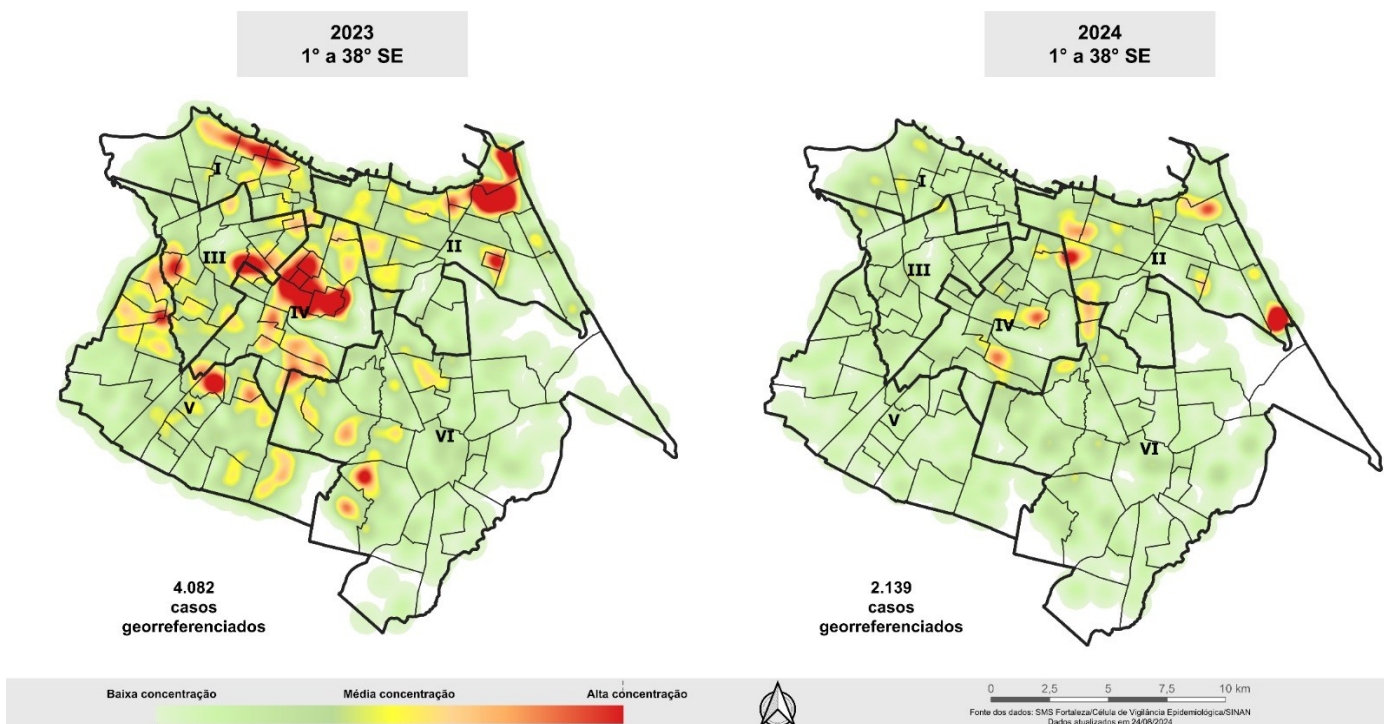 2023
1° a 38° SE
2024
1° a 38° SE
I
II
III
IV
V
VI
4.082
casos
georreferenciados
I
II
III
IV
V
VI
2.139
casos
georreferenciados
Baixa concentração
Média concentração
Alta concentração
0 2,5 5 7,5 10 km
Fonte dos dados: SMS Fortaleza/Célula de Vigilância Epidemiológica/SINAN
Dados atualizados em 24/08/2024